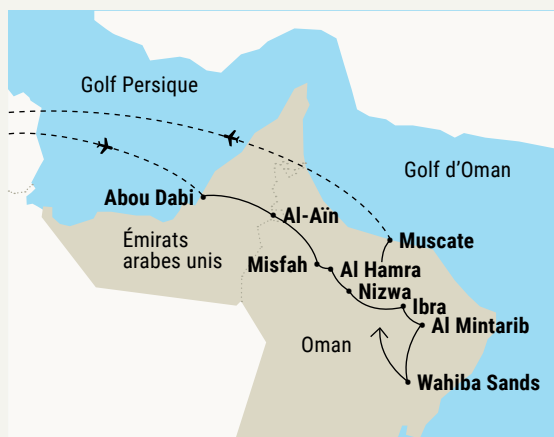 Golf Persique
Golf d'Oman
Abou Dabi
Al-Aïn
Émirats
arabes unis
Muscate
Misfah
Al Hamra
Nizwa
Ibra
Al Mintarib
Oman
Wahiba Sands